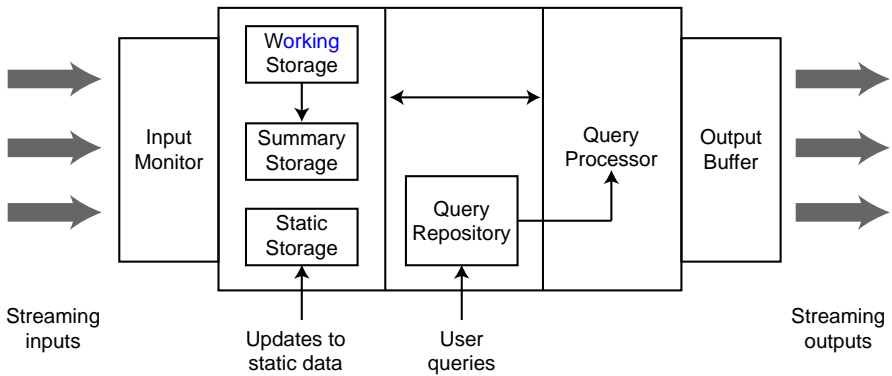 Working
Storage
Summary
Storage
Static
Storage
Input
Monitor
Query
Repository
Query
Processor
Output
Buffer
Streaming
inputs
Updates to
static data
User
queries
Streaming
outputs